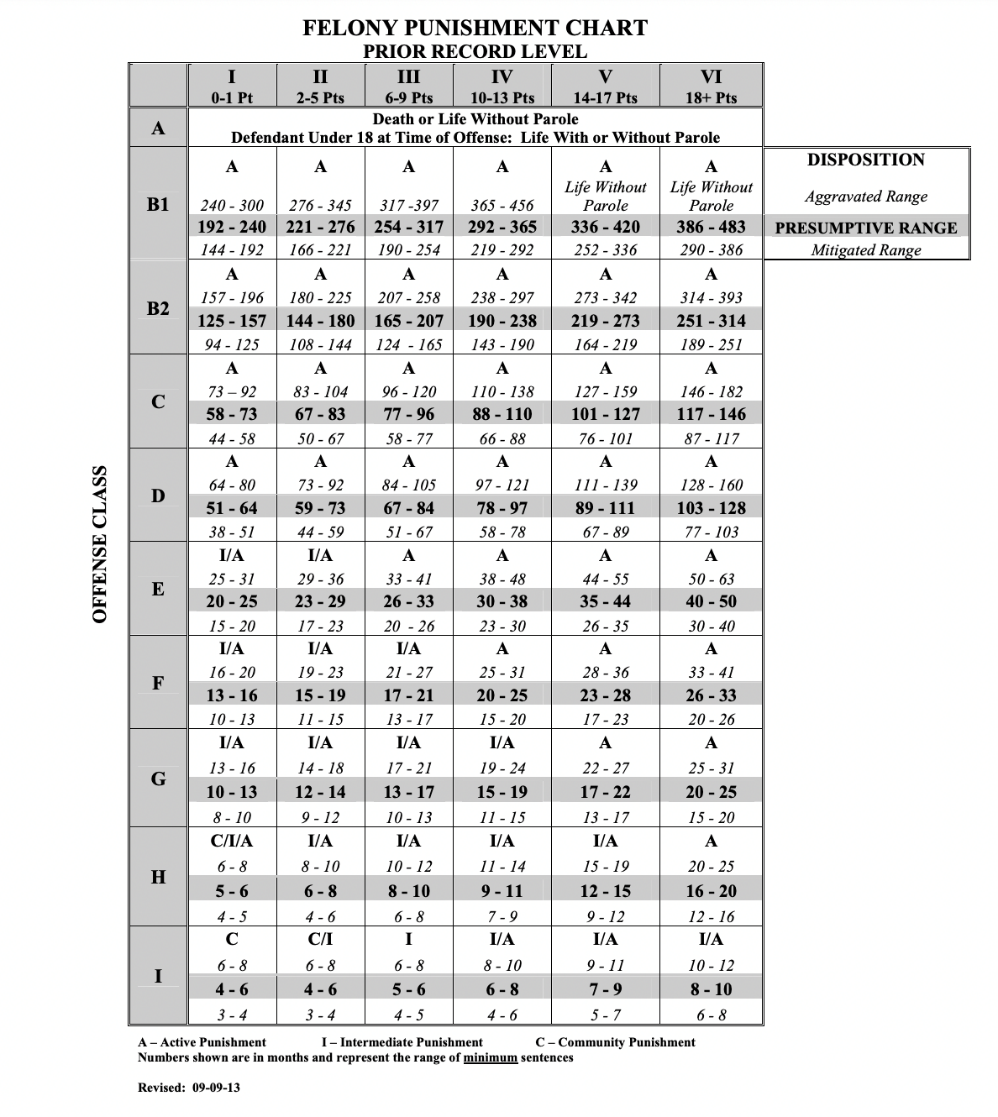 FELONY PUNISHMENT CHART
PRIOR RECORD LEVEL
I II III IV V VI
0-1 Pt 2-5 Pts 6-9 Pts 10-13 Pts 14-17 Pts 18+ Pts
A
Death or Life Without Parole
Defendant Under 18 at Time of Offense: Life With or Without Parole
DISPOSITION
Aggravated Range
PRESUMPTIVE RANGE
Mitigated Range
OFFENSE CLASS
B1
A A A A A A
Life Without Life Without
240 - 300 276 - 345 317 -397 365 - 456 Parole Parole
192 - 240 221 - 276 254 - 317 292 - 365 336 - 420 386 - 483
144 - 192 166 - 221 190 - 254 219 - 292 252 - 336 290 - 386
B2
A A A A A A
157 - 196 180 - 225 207 - 258 238 - 297 273 - 342 314 - 393
125 - 157 144 - 180 165 - 207 190 - 238 219 - 273 251 - 314
94 - 125 108 - 144 124 - 165 143 - 190 164 - 219 189 - 251
C
A A A A A A
73 – 92 83 - 104 96 - 120 110 - 138 127 - 159 146 - 182
58 - 73 67 - 83 77 - 96 88 - 110 101 - 127 117 - 146
44 - 58 50 - 67 58 - 77 66 - 88 76 - 101 87 - 117
D
A A A A A A
64 - 80 73 - 92 84 - 105 97 - 121 111 - 139 128 - 160
51 - 64 59 - 73 67 - 84 78 - 97 89 - 111 103 - 128
38 - 51 44 - 59 51 - 67 58 - 78 67 - 89 77 - 103
E
I/A I/A A A A A
25 - 31 29 - 36 33 - 41 38 - 48 44 - 55 50 - 63
20 - 25 23 - 29 26 - 33 30 - 38 35 - 44 40 - 50
15 - 20 17 - 23 20 - 26 23 - 30 26 - 35 30 - 40
F
I/A I/A I/A A A A
16 - 20 19 - 23 21 - 27 25 - 31 28 - 36 33 - 41
13 - 16 15 - 19 17 - 21 20 - 25 23 - 28 26 - 33
10 - 13 11 - 15 13 - 17 15 - 20 17 - 23 20 - 26
G
I/A I/A I/A I/A A A
13 - 16 14 - 18 17 - 21 19 - 24 22 - 27 25 - 31
10 - 13 12 - 14 13 - 17 15 - 19 17 - 22 20 - 25
8 - 10 9 - 12 10 - 13 11 - 15 13 - 17 15 - 20
H
C/I/A I/A I/A I/A I/A A
6 - 8 8 - 10 10 - 12 11 - 14 15 - 19 20 - 25
5 - 6 6 - 8 8 - 10 9 - 11 12 - 15 16 - 20
4 - 5 4 - 6 6 - 8 7 - 9 9 - 12 12 - 16
I
C C/I I I/A I/A I/A
6 - 8 6 - 8 6 - 8 8 - 10 9 - 11 10 - 12
4 - 6 4 - 6 5 - 6 6 - 8 7 - 9 8 - 10
3 - 4 3 - 4 4 - 5 4 - 6 5 - 7 6 - 8
A – Active Punishment I – Intermediate Punishment C – Community Punishment
Numbers shown are in months and represent the range of minimum sentences
Revised: 09-09-13